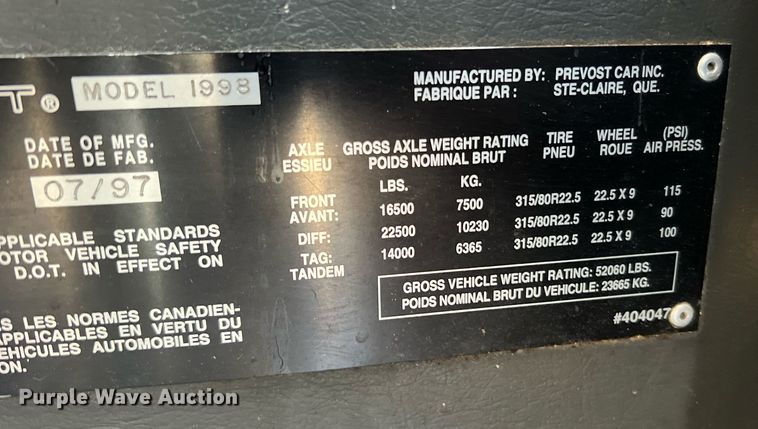 T® MODEL 1998
MANUFACTURED BY: PREVOST CAR INC.
FABRIQUE PAR : STE-CLAIRE, QUE.
DATE OF MFG.
DATE DE FAB.
07/97
AXLE GROSS AXLE WEIGHT RATING TIRE WHEEL (PSI)
ESSIEU POIDS NOMINAL BRUT PNEU ROUE AIR PRESS.
LBS. KG.
FRONT
AVANT: 16500 7500 315/80R22.5 22.5 X 9 115
DIFF: 22500 10230 315/80R22.5 22.5 X 9 90
TAG: 14000 6365 315/80R22.5 22.5 X 9 100
TANDEM
GROSS VEHICLE WEIGHT RATING: 52060 LBS.
POIDS NOMINAL BRUT DU VEHICULE: 23665 KG.
#404047
PPLICABLE STANDARDS
OTOR VEHICLE SAFETY
D.O.T. IN EFFECT ON
S LES NORMES CANADIEN-
APPLICABLES EN VERTU DU
EHICULES AUTOMOBILES EN
ON.
Purple Wave Auction